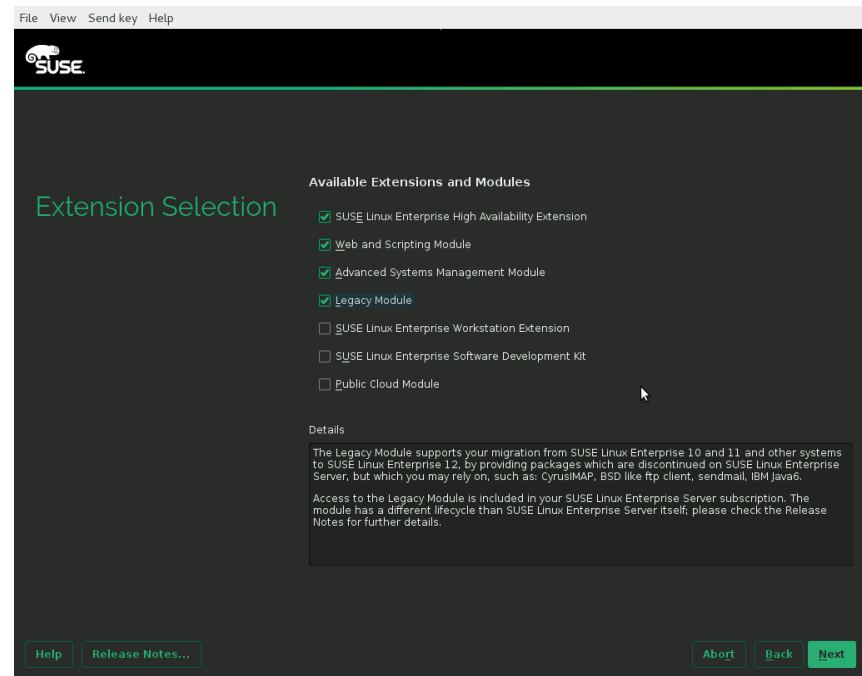 File View Send key Help
SUSE.
Extension Selection
Available Extensions and Modules
SUSE Linux Enterprise High Availability Extension
Web and Scripting Module
Advanced Systems Management Module
Legacy Module
SUSE Linux Enterprise Workstation Extension
SUSE Linux Enterprise Software Development Kit
Public Cloud Module
Details
The Legacy Module supports your migration from SUSE Linux Enterprise 10 and 11 and other systems
to SUSE Linux Enterprise 12, by providing packages which are discontinued on SUSE Linux Enterprise
Server, but which you may rely on, such as: CyrusIMAP, BSD like ftp client, sendmail, IBM Java6.
Access to the Legacy Module is included in your SUSE Linux Enterprise Server subscription. The
module has a different lifecycle than SUSE Linux Enterprise Server itself; please check the Release
Notes for further details.
Help Release Notes... Abort Back Next